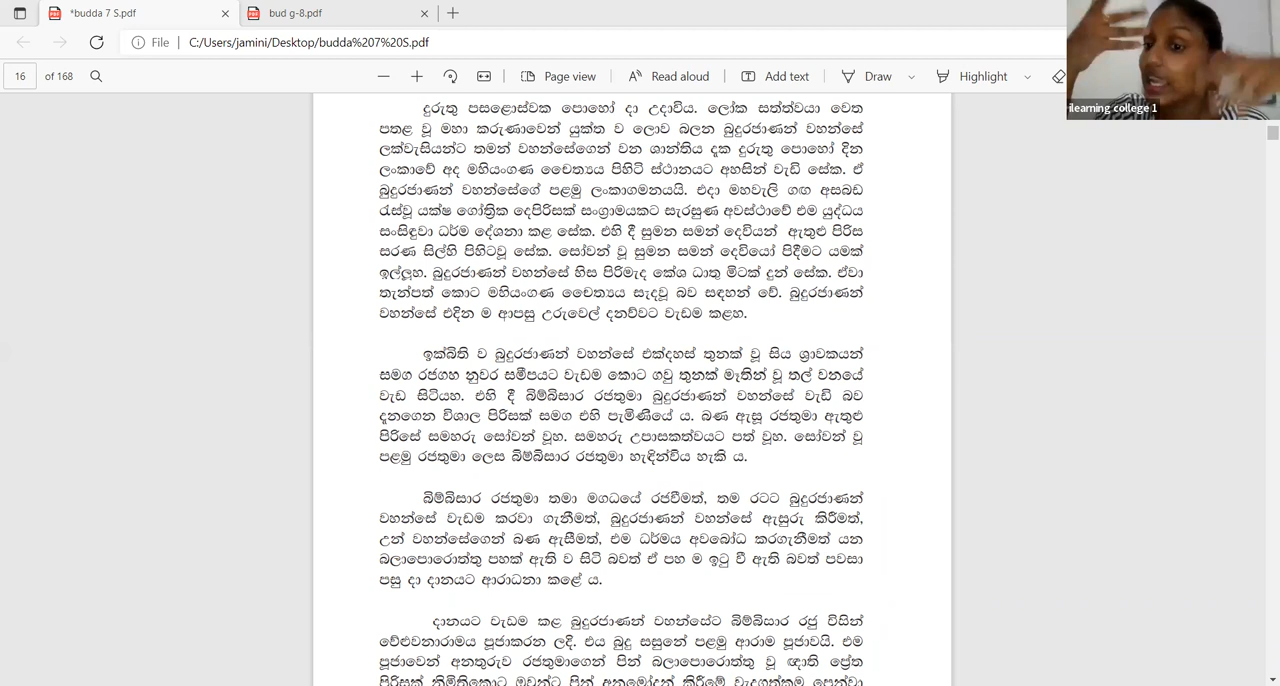 *budda 7 S.pdf
bud g-8.pdf
File
C:/Users/jamini/Desktop/budda%207%20S.pdf
16
of 168
Page view
Read aloud
Add text
Draw
Highlight
ilearning college 1
දුරුතු පසළොස්වක පොහෝ දා උදාවිය. ලෝක සත්ත්වයා වෙත
පතළ වූ මහා කරුණාවෙන් යුක්ත ව ලොව බලන බුදුරජාණන් වහන්සේ
ලක්වැසියන්ට තමන් වහන්සේගෙන් වන ශාන්තිය දැක දුරුතු පොහෝ දින
ලංකාවේ අද මහියංගණ චෛත්‍යය පිහිටි ස්ථානයට අහසින් වැඩි සේක. ඒ
බුදුරජාණන් වහන්සේගේ පළමු ලංකාගමනයයි. එදා මහවැලි ගඟ අසබඩ
රැස්වූ යක්ෂ ගෝත්‍රික දෙපිරිසක් සංග්‍රාමයකට සැරසුණ අවස්ථාවේ එම යුද්ධය
සංසිඳුවා ධර්ම දේශනා කළ සේක. එහි දී සුමන සමන් දෙවියන් ඇතුළු පිරිස
සරණ සිල්හි පිහිටවූ සේක. සෝවන් වූ සුමන සමන් දෙවියෝ පිදීමට යමක්
ඉල්ලූහ. බුදුරජාණන් වහන්සේ හිස පිරිමැද කේශ ධාතු මිටක් දුන් සේක. ඒවා
තැන්පත් කොට මහියංගණ චෛත්‍යය සැදවූ බව සඳහන් වේ. බුදුරජාණන්
වහන්සේ එදින ම ආපසු උරුවෙල් දනව්වට වැඩම කළහ.
ඉක්බිති ව බුදුරජාණන් වහන්සේ එක්දහස් තුනක් වූ සිය ශ්‍රාවකයන්
සමග රජගහ නුවර සමීපයට වැඩම කොට ගවු තුනක් මෑතින් වූ තල් වනයේ
වැඩ සිටියහ. එහි දී බිම්බිසාර රජතුමා බුදුරජාණන් වහන්සේ වැඩි බව
දැනගෙන විශාල පිරිසක් සමග එහි පැමිණියේ ය. බණ ඇසූ රජතුමා ඇතුළු
පිරිසේ සමහරු සෝවන් වූහ. සමහරු උපාසකත්වයට පත් වූහ. සෝවන් වූ
පළමු රජතුමා ලෙස බිම්බිසාර රජතුමා හැඳින්විය හැකි ය.
බිම්බිසාර රජතුමා තමා මගධයේ රජවීමත්, තම රටට බුදුරජාණන්
වහන්සේ වැඩම කරවා ගැනීමත්, බුදුරජාණන් වහන්සේ ඇසුරු කිරීමත්,
උන් වහන්සේගෙන් බණ ඇසීමත්, එම ධර්මය අවබෝධ කරගැනීමත් යන
බලාපොරොත්තු පහක් ඇති ව සිටි බවත් ඒ පහ ම ඉටු වී ඇති බවත් පවසා
පසු දා දානයට ආරාධනා කළේ ය.
දානයට වැඩම කළ බුදුරජාණන් වහන්සේට බිම්බිසාර රජු විසින්
වේළුවනාරාමය පූජාකරන ලදි. එය බුදු සසුනේ පළමු ආරාම පූජාවයි. එම
පූජාවෙන් අනතුරුව රජතුමාගෙන් පින් බලාපොරොත්තු වූ ඥාති ප්‍රේත
පිරිසක් නිමිතිකොට ඔවුන්ට පින් අනුමෝදන් කිරීමේ වැදගත්කම පෙන්වා